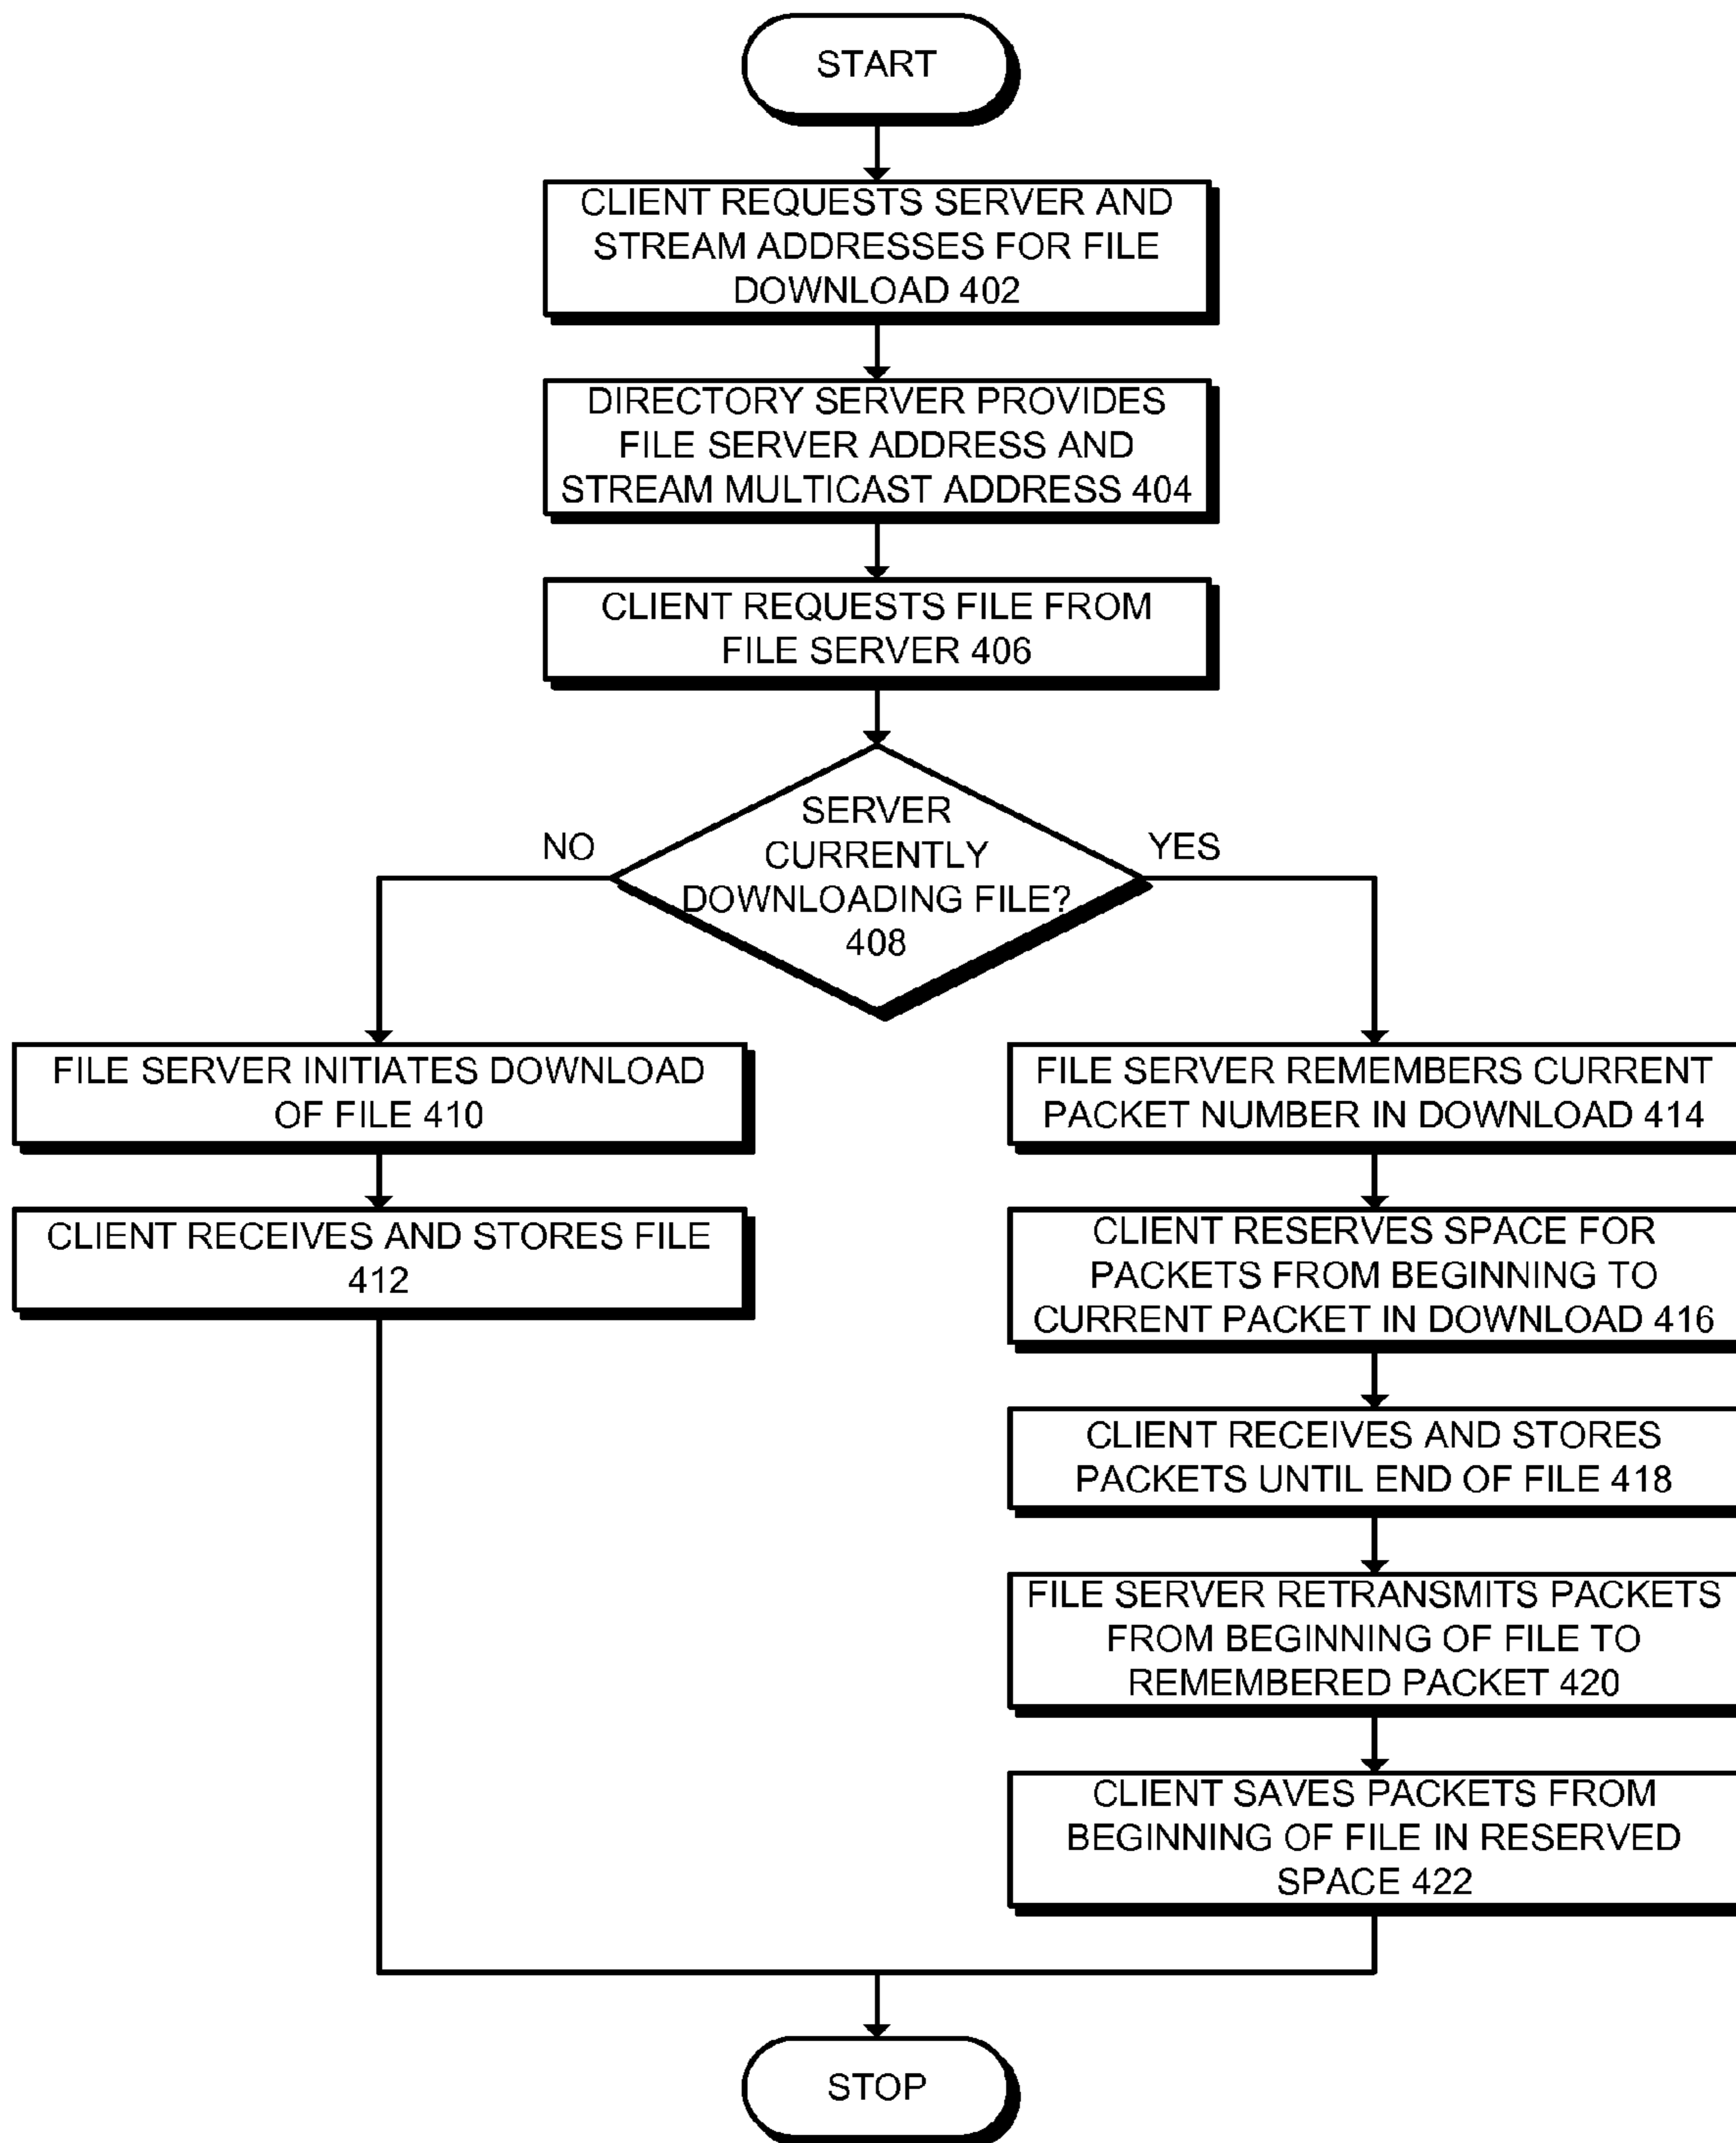 START
CLIENT REQUESTS SERVER AND
STREAM ADDRESSES FOR FILE
DOWNLOAD 402
DIRECTORY SERVER PROVIDES
FILE SERVER ADDRESS AND
STREAM MULTICAST ADDRESS 404
CLIENT REQUESTS FILE FROM
FILE SERVER 406
SERVER
CURRENTLY
DOWNLOADING FILE?
408
NO
YES
FILE SERVER INITIATES DOWNLOAD
OF FILE 410
CLIENT RECEIVES AND STORES FILE
412
FILE SERVER REMEMBERS CURRENT
PACKET NUMBER IN DOWNLOAD 414
CLIENT RESERVES SPACE FOR
PACKETS FROM BEGINNING TO
CURRENT PACKET IN DOWNLOAD 416
CLIENT RECEIVES AND STORES
PACKETS UNTIL END OF FILE 418
FILE SERVER RETRANSMITS PACKETS
FROM BEGINNING OF FILE TO
REMEMBERED PACKET 420
CLIENT SAVES PACKETS FROM
BEGINNING OF FILE IN RESERVED
SPACE 422
STOP